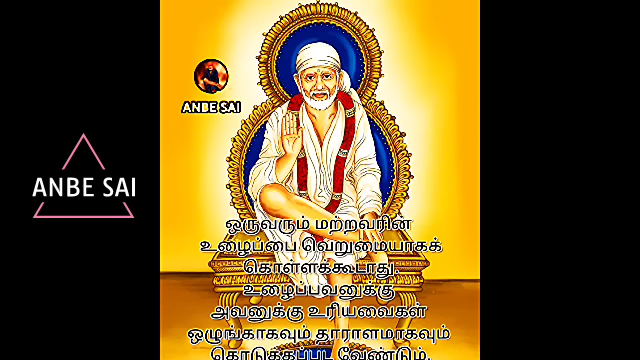 ANBE SAI
ANBE SAI
ஒருவரும் மற்றவரின்
உழைப்பை வெறுமையாகக்
கொள்ளக்கூடாது.
உழைப்பவனுக்கு
அவனுக்கு உரியவைகள்
ஒழுங்காகவும் தாராளமாகவும்
கொடுக்கப்பட வேண்டும்.